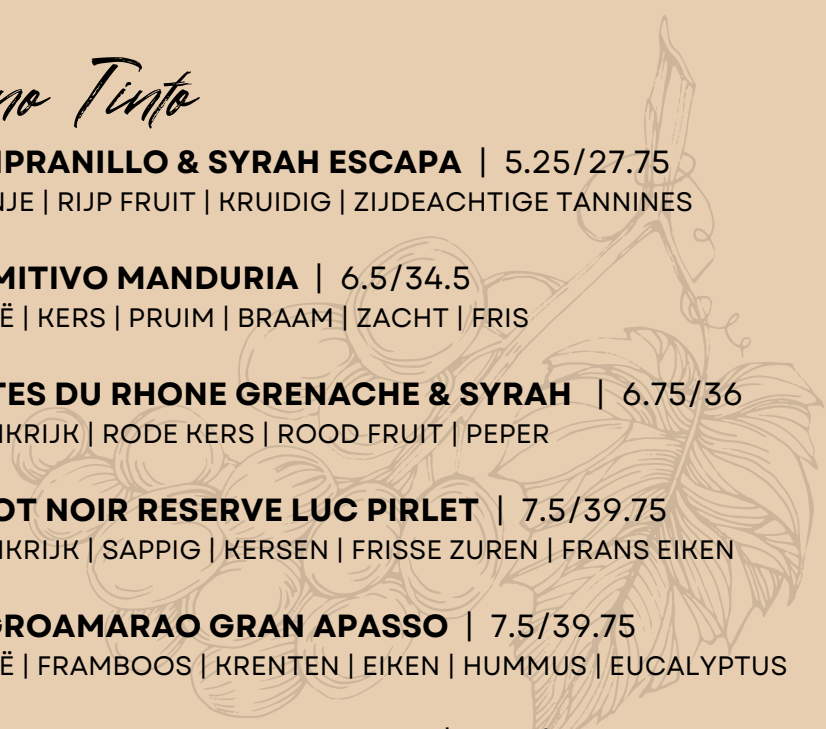 no Tinto
MPRANILLO & SYRAH ESCAPA | 5.25/27.75
NJE | RIJP FRUIT | KRUIDIG | ZIJDEACHTIGE TANNINES
MITIVO MANDURIA | 6.5/34.5
Ë | KERS | PRUIM | BRAAM | ZACHT | FRIS
TES DU RHONE GRENACHE & SYRAH | 6.75/36
NKRIJK | RODE KERS | ROOD FRUIT | PEPER
OT NOIR RESERVE LUC PIRLET | 7.5/39.75
NKRIJK | SAPPIG | KERSEN | FRISSE ZUREN | FRANS EIKEN
GROAMARAO GRAN APASSO | 7.5/39.75
Ë | FRAMBOOS | KRENTEN | EIKEN | HUMMUS | EUCALYPTUS